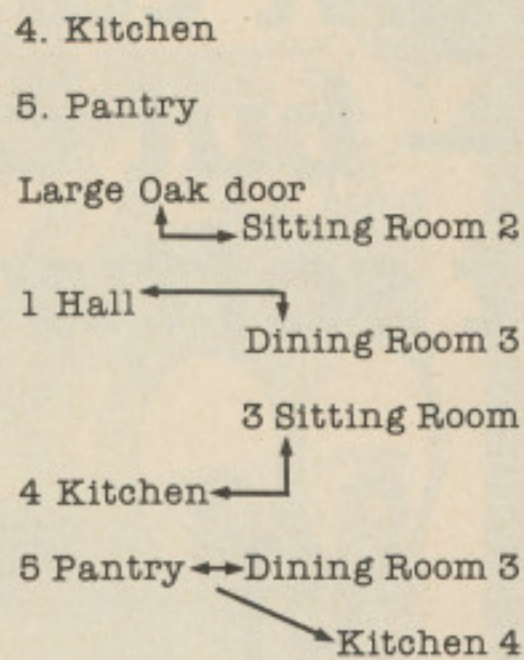 4. Kitchen
5. Pantry
Large Oak door
Sitting Room 2
1 Hall
Dining Room 3
3 Sitting Room
4 Kitchen
5 Pantry Dining Room 3
Kitchen 4